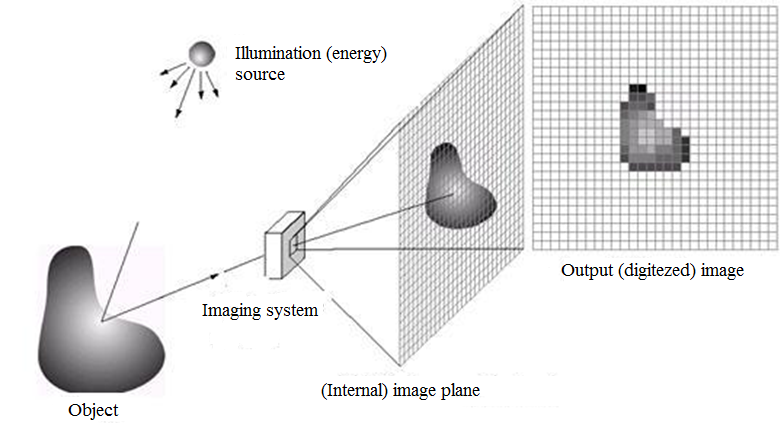 Illumination (energy)
source
Output (digitezed) image
Imaging system
(Internal) image plane
Object